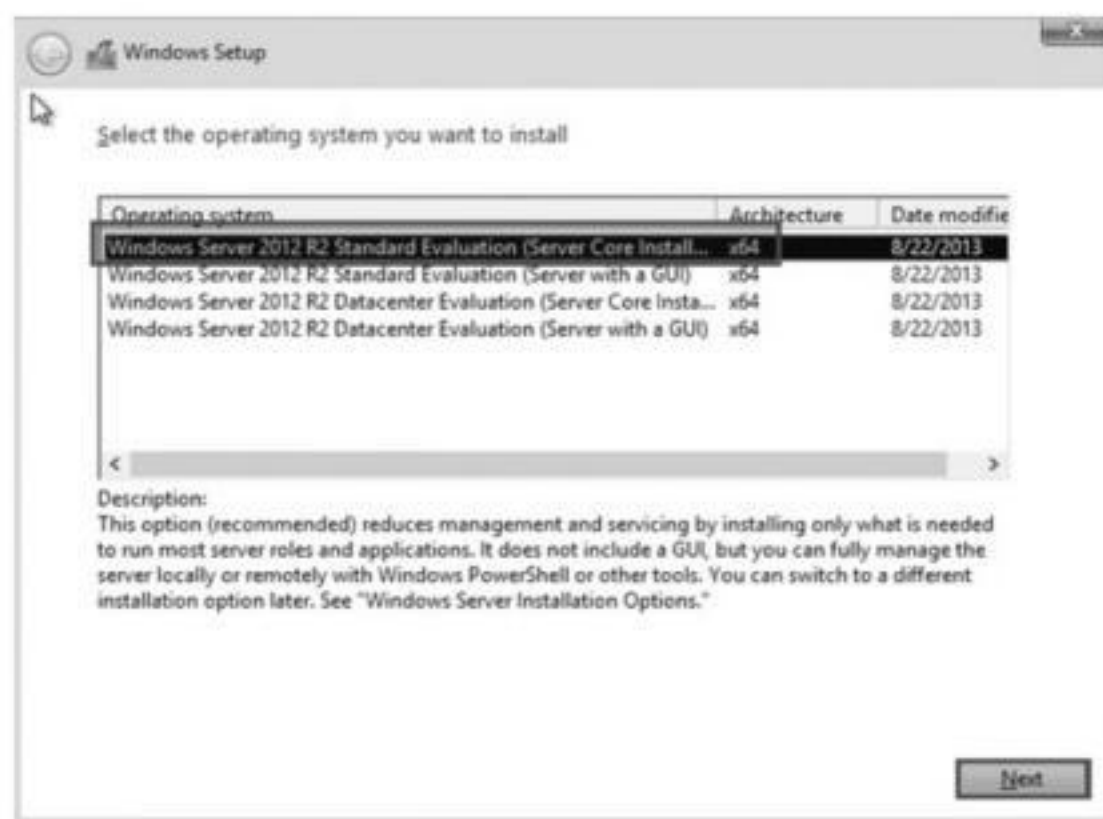 Windows Setup
Select the operating system you want to install
Operating system Architecture Date modifie
Windows Server 2012 R2 Standard Evaluation (Server Core Install... x64 8/22/2013
Windows Server 2012 R2 Standard Evaluation (Server with a GUI) x64 8/22/2013
Windows Server 2012 R2 Datacenter Evaluation (Server Core Insta... x64 8/22/2013
Windows Server 2012 R2 Datacenter Evaluation (Server with a GUI) x64 8/22/2013
Description:
This option (recommended) reduces management and servicing by installing only what is needed
to run most server roles and applications. It does not include a GUI, but you can fully manage the
server locally or remotely with Windows PowerShell or other tools. You can switch to a different
installation option later. See "Windows Server Installation Options."
Next